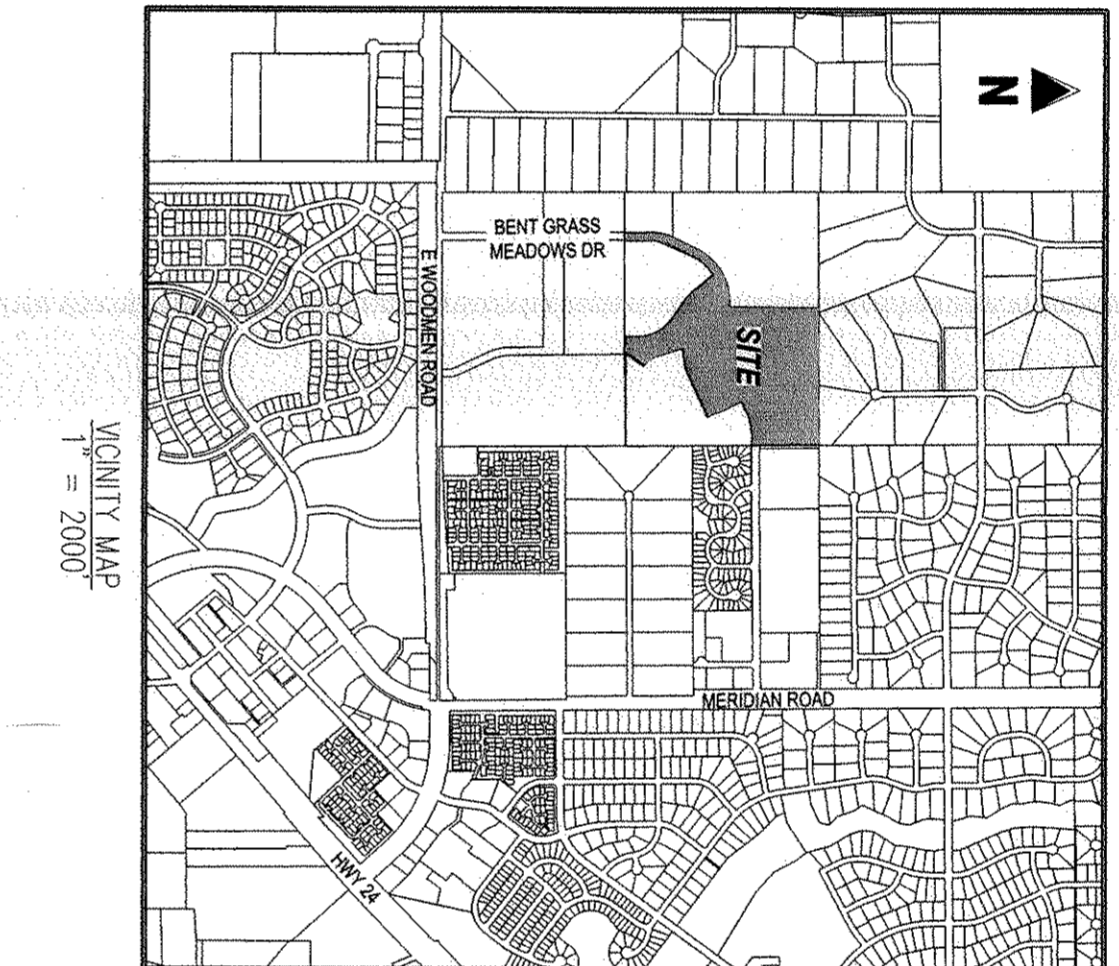 N
BENT GRASS
MEADOWS DR
SITE
E WOODMEN ROAD
MERIDIAN ROAD
HWY 24
VICINITY MAP
1" = 2000'